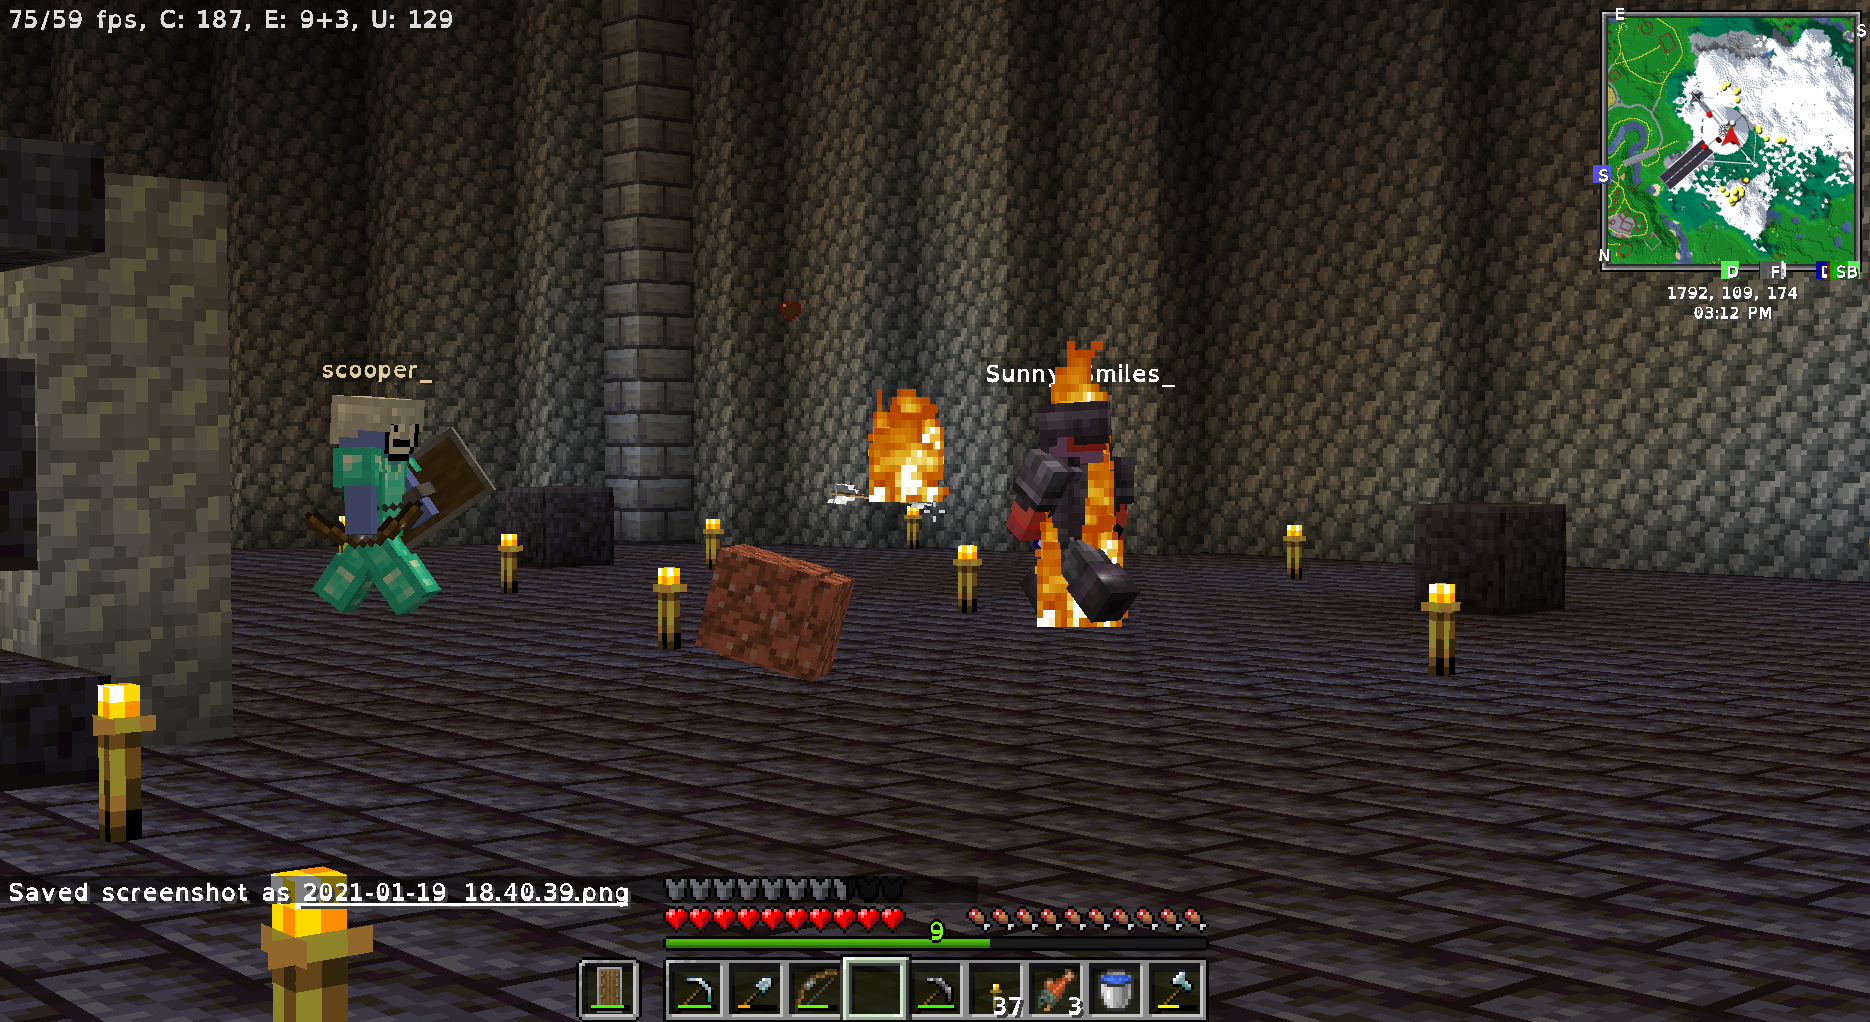 75/59 fps, C: 187, E: 9+3, U: 129
E
S
S
N
D F SB
1792, 109, 174
03:12 PM
scooper_
Saved screenshot as 2021-01-19_18.40.39.png
9
37
3